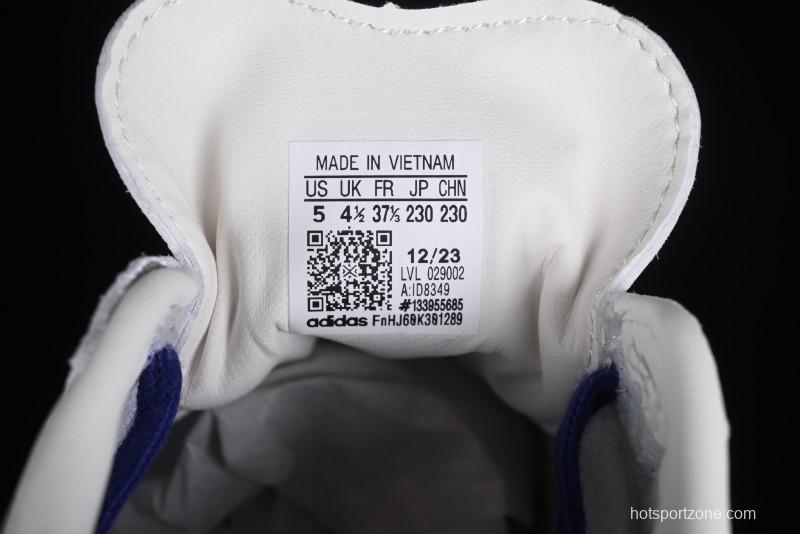 MADE IN VIETNAM
US UK FR JP CHN
5 4½ 37⅓ 230 230
12/23
LVL 029002
A:ID8349
#133955685
adidas FnHJ60K301289
hotsportzone.com